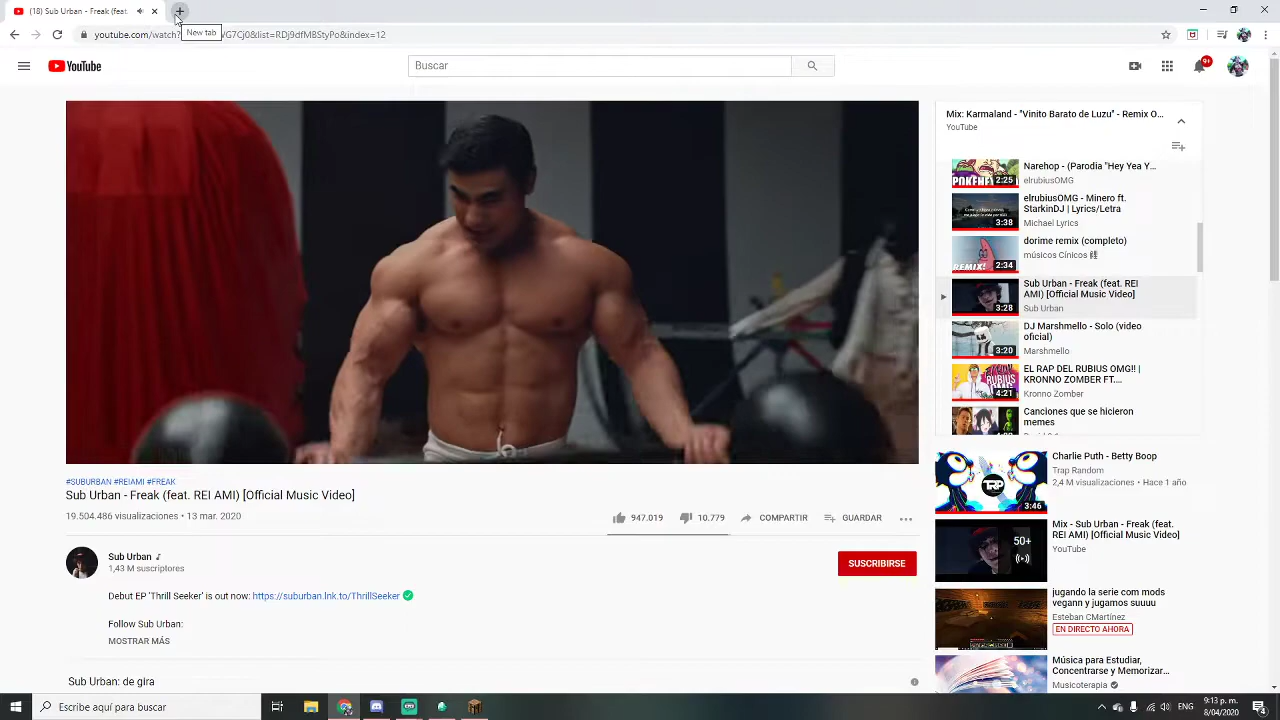 (18) Sub Urban - Freak (feat.
New tab
youtube.com/watch?
VG7Cj0&list=RDj9dfMBStyPo&index=12
YouTube
Buscar
9+
Mix: Karmaland - "Vinito Barato de Luzu" - Remix O...
YouTube
Narehop - (Parodia "Hey Yea Y...
elrubiusOMG
2:25
elrubiusOMG - Minero ft.
StarkinDJ | Lyrics/Letra
Michael Lyrics
3:38
dorime remix (completo)
REMIX!
2:34
músicos Cínicos
Sub Urban - Freak (feat. REI
AMI) [Official Music Video]
Sub Urban
3:28
DJ Marshmello - Solo (video
oficial)
Marshmello
3:20
EL RAP DEL RUBIUS OMG!! |
KRONNO ZOMBER FT....
Kronno Zomber
RUBIUS
4:21
Canciones que se hicieron
memes
#SUBURBAN #REIAMI #FREAK
Sub Urban - Freak (feat. REI AMI) [Official Music Video]
19.504.486 visualizaciones • 13 mar. 2020
947.019
10.779
COMPARTIR
GUARDAR
Sub Urban ♪
1,43 M suscriptores
SUSCRIBIRSE
Debut EP 'Thrill Seeker' is out now: https://suburban.lnk.to/ThrillSeeker
Follow Sub Urban:
MOSTRAR MÁS
Sub Urban: de gira
Charlie Puth - Betty Boop
Trap Random
2,4 M visualizaciones • Hace 1 año
TRP
3:46
Mix - Sub Urban - Freak (feat.
REI AMI) [Official Music Video]
YouTube
50+
jugando la serie com mods
vegann y jugamos suuuu
Esteban CMartínez
EN DIRECTO AHORA
Música para Estudiar,
Concentrarse y Memorizar...
Musicoterapia
Escribe aquí para buscar
9:13 p. m.
8/04/2020